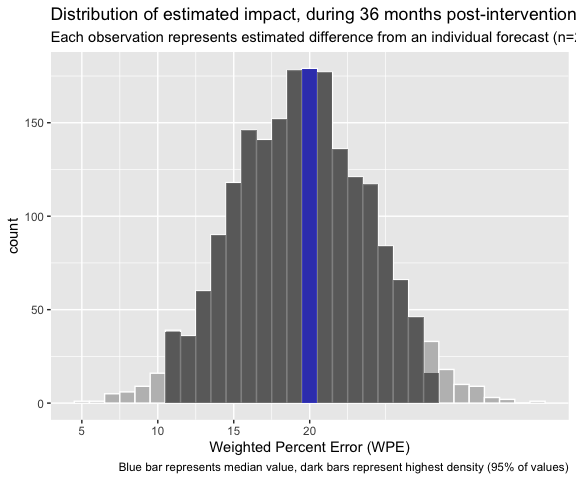 Distribution of estimated impact, during 36 months post-intervention
Each observation represents estimated difference from an individual forecast (n=
150
100
50
0
count
5 10 15 20
Weighted Percent Error (WPE)
Blue bar represents median value, dark bars represent highest density (95% of values)